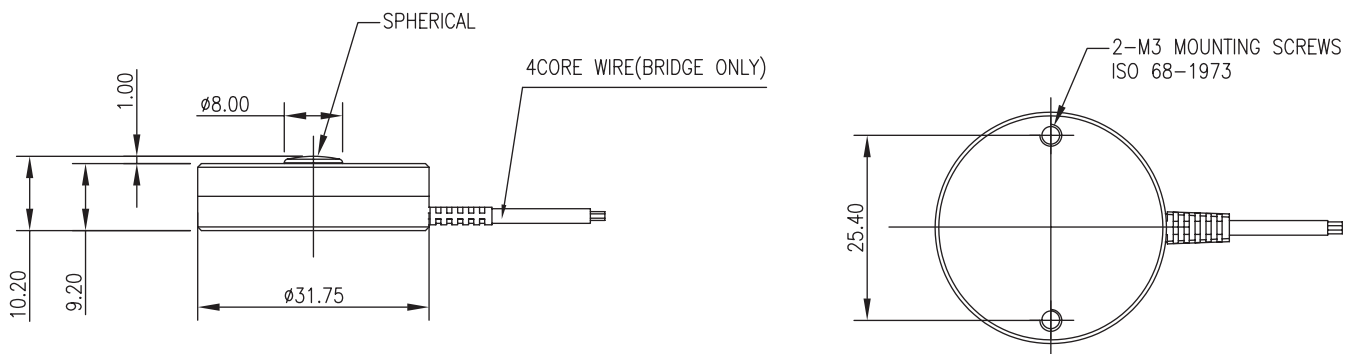 SPHERICAL
4CORE WIRE(BRIDGE ONLY)
1.00
ø8.00
10.20
9.20
ø31.75
2-M3 MOUNTING SCREWS
ISO 68-1973
25.40